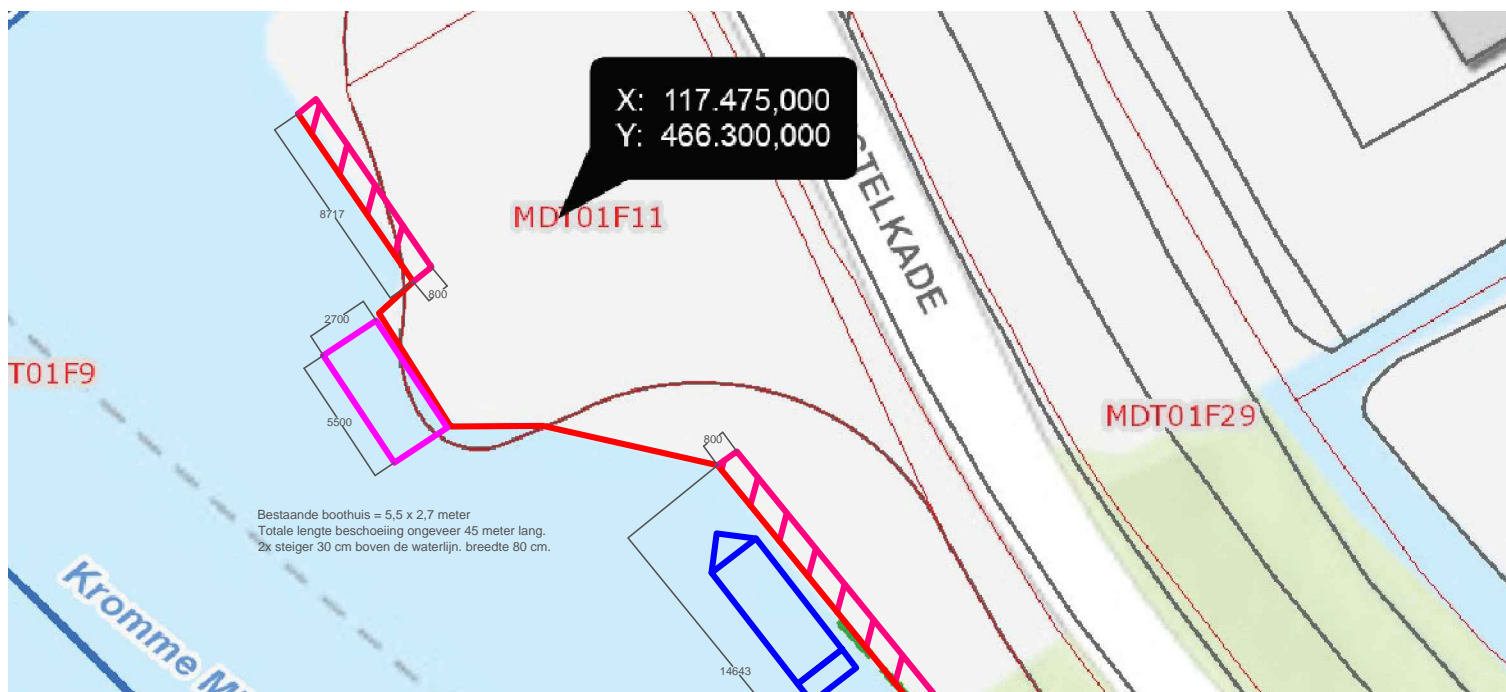 X: 117.475,000
Y: 466.300,000
STELKADE
MDT01F11
8717
800
2700
T01F9
5500
MDT01F29
800
Bestaande boothuis = 5,5 x 2,7 meter
Totale lengte beschoeiing ongeveer 45 meter lang.
2x steiger 30 cm boven de waterlijn. breedte 80 cm.
Kromme M
14643